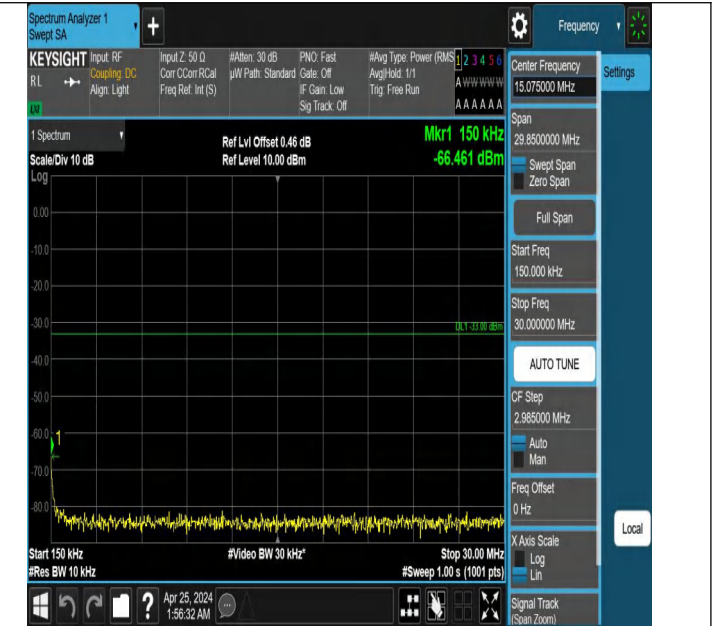 Spectrum Analyzer 1
Swept SA
+
Frequency
KEYSIGHT
RL
Input: RF
Coupling: DC
Align: Light
Input Z: 50 Ω
Corr CCorr RCal
Freq Ref: Int (S)
#Atten: 30 dB
µW Path: Standard
PNO: Fast
Gate: Off
IF Gain: Low
Sig Track: Off
#Avg Type: Power (RMS
Avg|Hold: 1/1
Trig: Free Run
1 2 3 4 5 6
A W W W W W
A A A A A A
1 Spectrum
Scale/Div 10 dB
Log
Ref Lvl Offset 0.46 dB
Ref Level 10.00 dBm
Mkr1 150 kHz
-66.461 dBm
0.00
-10.0
-20.0
-30.0
DL1 -33.00 dBm
-40.0
-50.0
-60.0
1
-70.0
-80.0
Start 150 kHz
#Video BW 30 kHz*
Stop 30.00 MHz
#Res BW 10 kHz
#Sweep 1.00 s (1001 pts)
?
Apr 25, 2024
1:56:32 AM
Center Frequency
15.075000 MHz
Settings
Span
29.8500000 MHz
Swept Span
Zero Span
Full Span
Start Freq
150.000 kHz
Stop Freq
30.000000 MHz
AUTO TUNE
CF Step
2.985000 MHz
Auto
Man
Freq Offset
0 Hz
Local
X Axis Scale
Log
Lin
Signal Track
(Span Zoom)